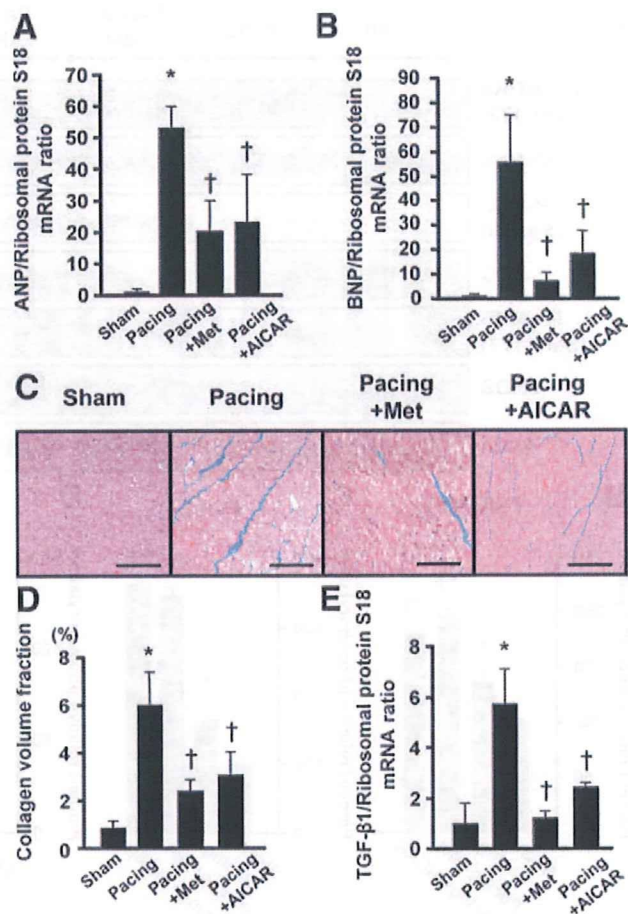 A
ANP/Ribosomal protein S18
mRNA ratio
70
60
50
40
30
20
10
0
*
†
†
Sham
Pacing
Pacing
+Met
Pacing
+AICAR
B
BNP/Ribosomal protein S18
mRNA ratio
90
80
70
60
50
40
30
20
10
0
*
†
†
Sham
Pacing
Pacing
+Met
Pacing
+AICAR
C
Sham
Pacing
Pacing
+Met
Pacing
+AICAR
D
(%)
Collagen volume fraction
8
6
4
2
0
*
†
†
Sham
Pacing
Pacing
+Met
Pacing
+AICAR
E
TGF-β1/Ribosomal protein S18
mRNA ratio
8
6
4
2
0
*
†
†
Sham
Pacing
Pacing
+Met
Pacing
+AICAR